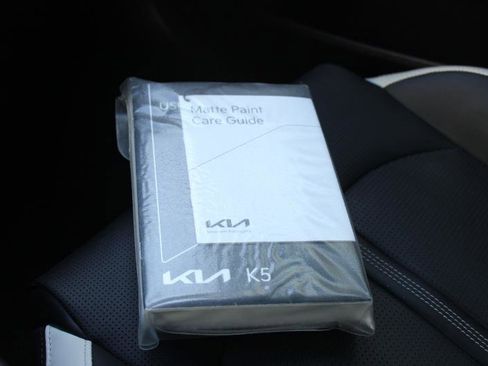 Matte Paint
Care Guide
KIA
KIA K5